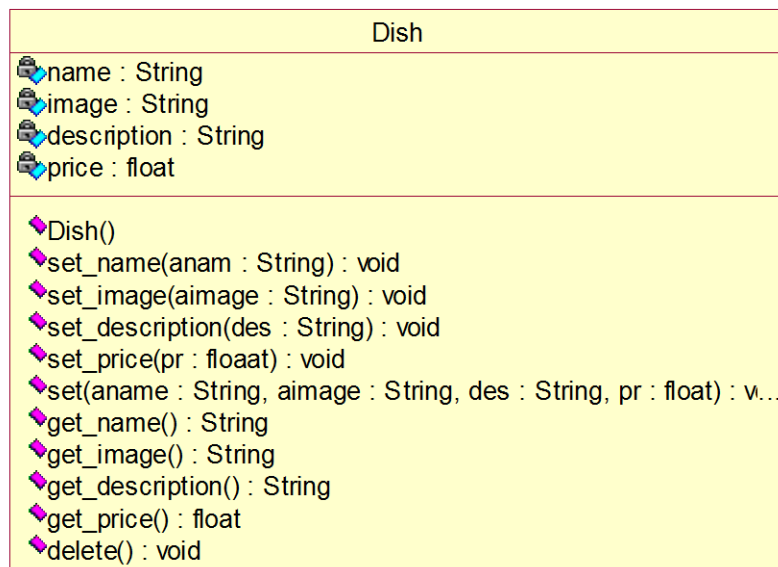 Dish
name : String
image : String
description : String
price : float
Dish()
set_name(anam : String) : void
set_image(aimage : String) : void
set_description(des : String) : void
set_price(pr : floaat) : void
set(aname : String, aimage : String, des : String, pr : float) : v...
get_name() : String
get_image() : String
get_description() : String
get_price() : float
delete() : void